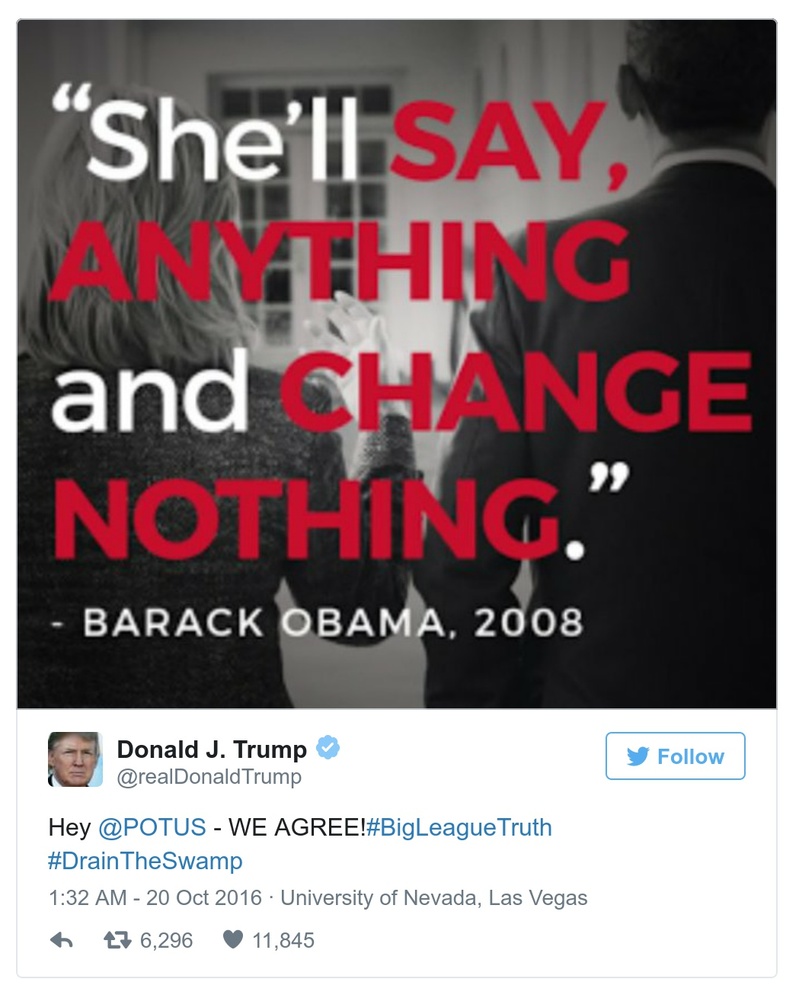 “She’ll SAY,
ANYTHING
and CHANGE
NOTHING.”
- BARACK OBAMA, 2008
Donald J. Trump
Follow
@realDonaldTrump
Hey @POTUS - WE AGREE!#BigLeagueTruth
#DrainTheSwamp
1:32 AM - 20 Oct 2016 · University of Nevada, Las Vegas
6,296 11,845